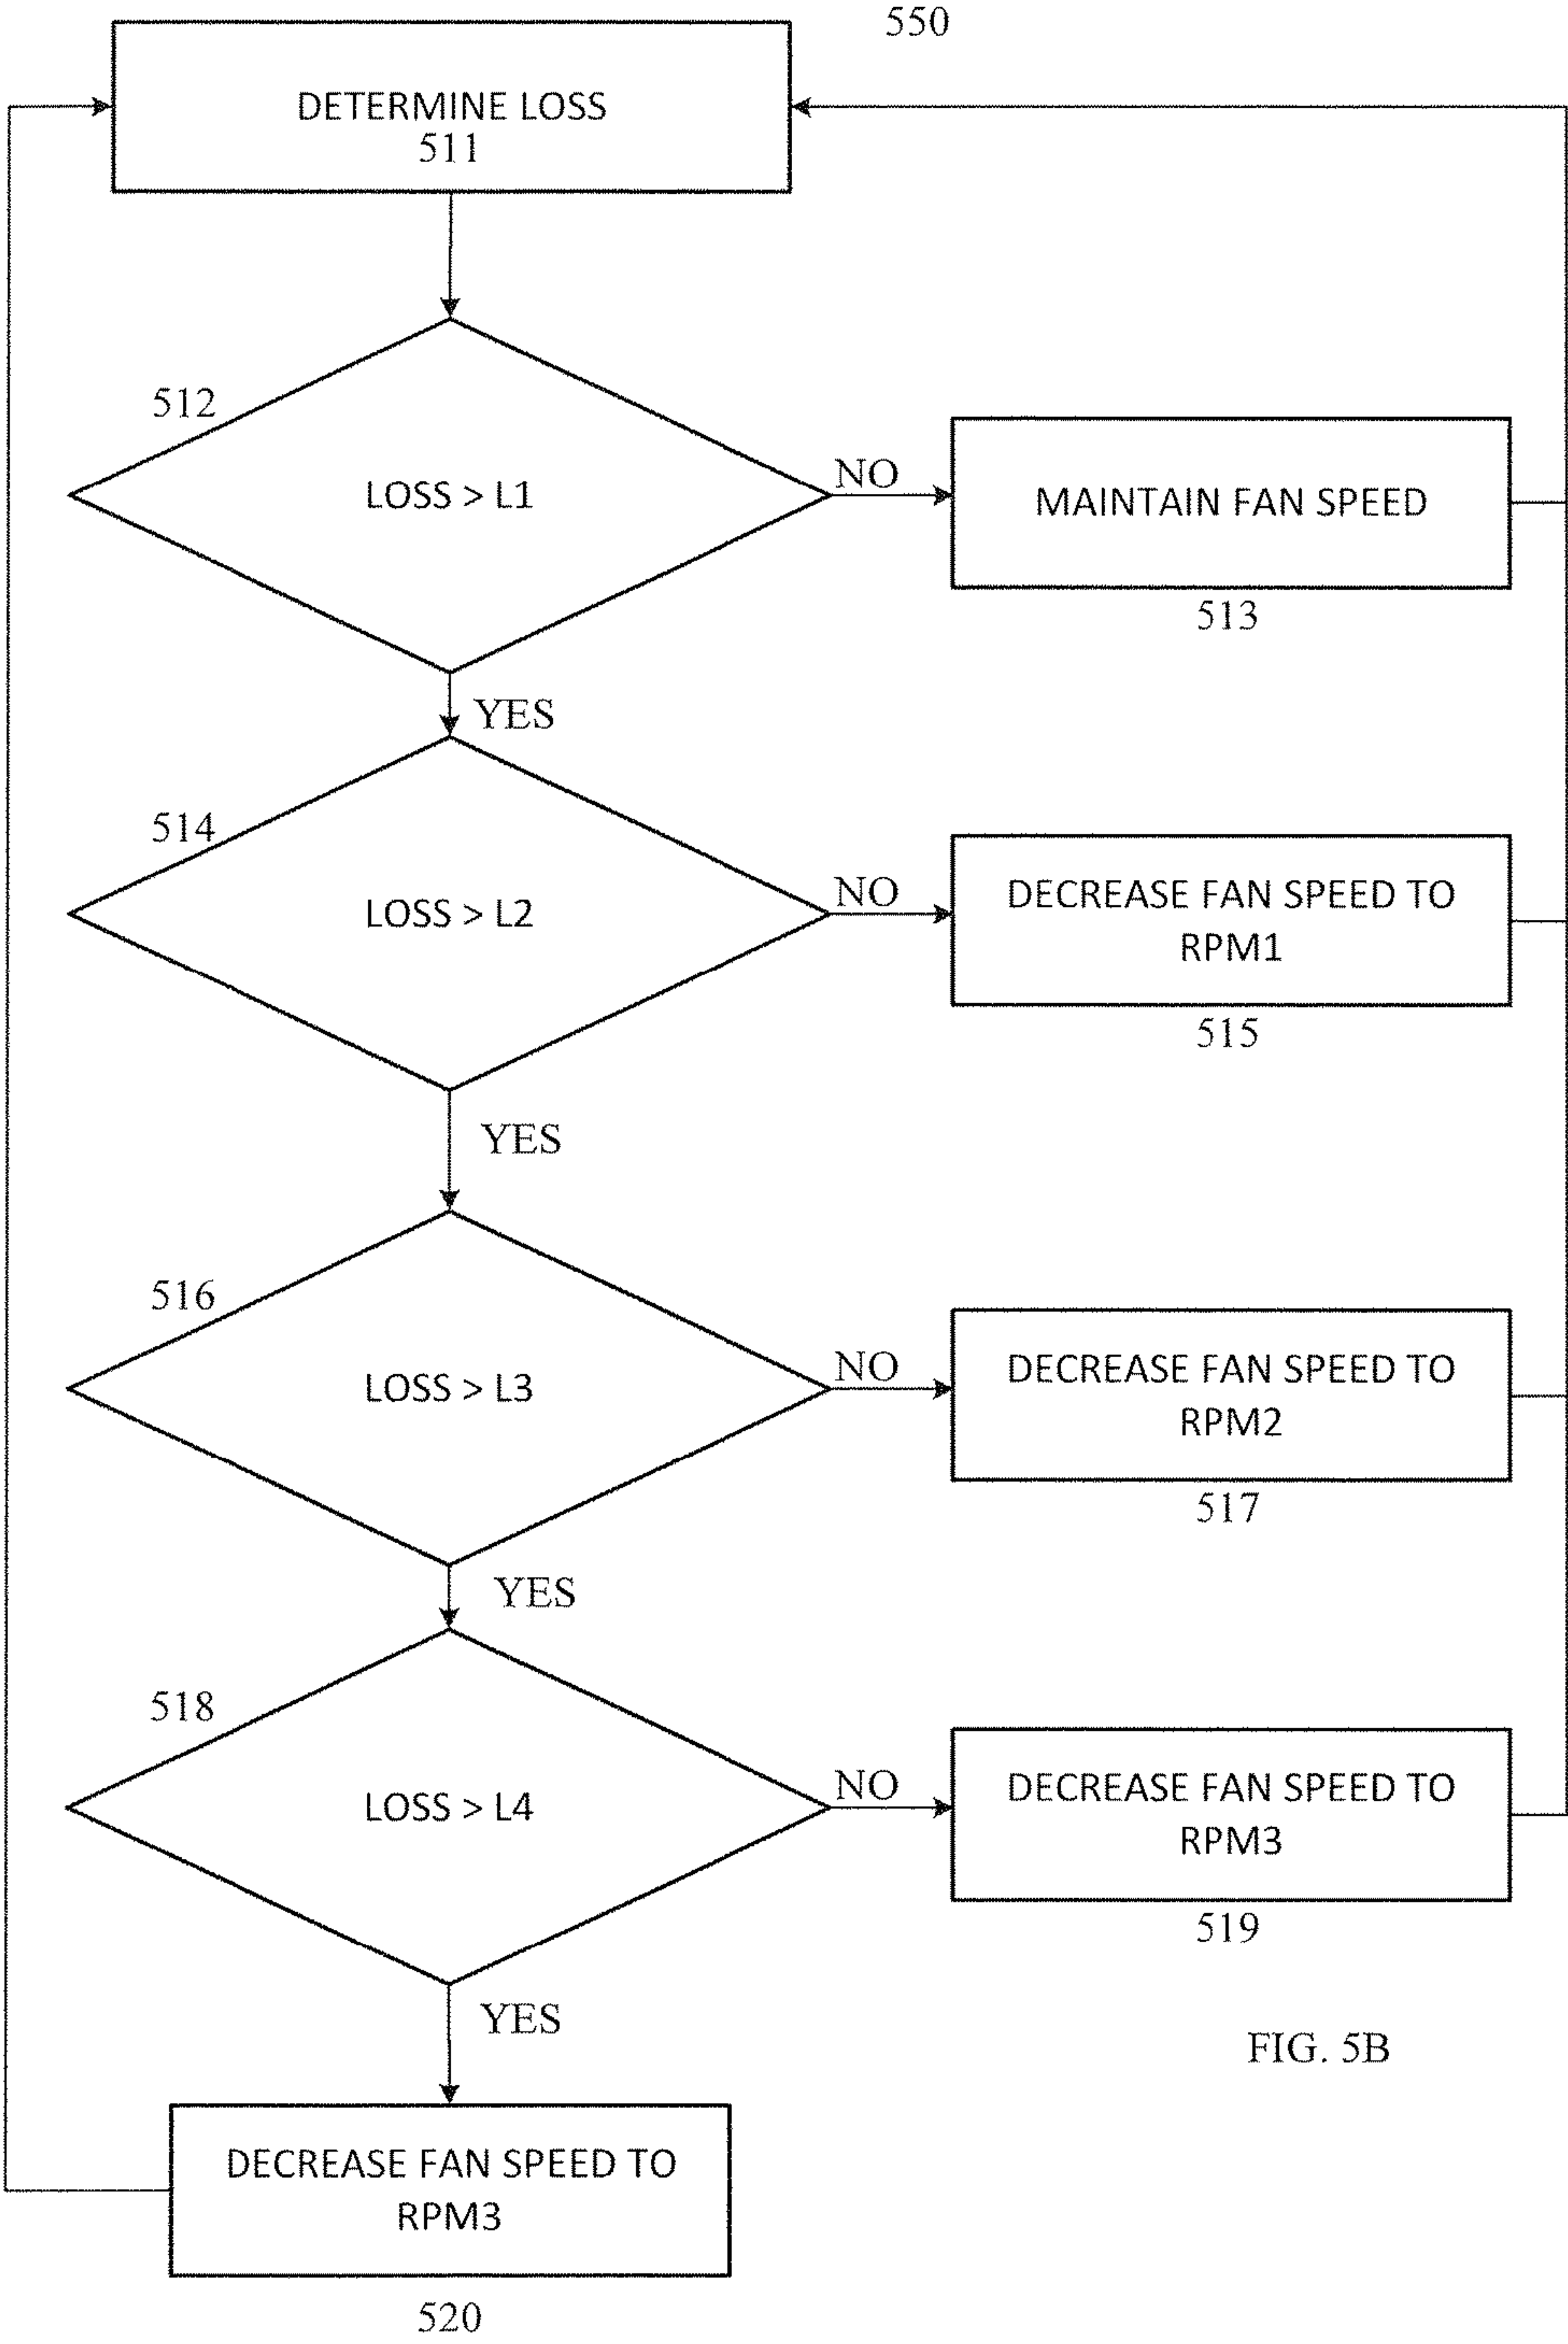 550
DETERMINE LOSS
511
512
LOSS > L1
NO
MAINTAIN FAN SPEED
513
YES
514
LOSS > L2
NO
DECREASE FAN SPEED TO
RPM1
515
YES
516
LOSS > L3
NO
DECREASE FAN SPEED TO
RPM2
517
YES
518
LOSS > L4
NO
DECREASE FAN SPEED TO
RPM3
519
YES
FIG. 5B
DECREASE FAN SPEED TO
RPM3
520